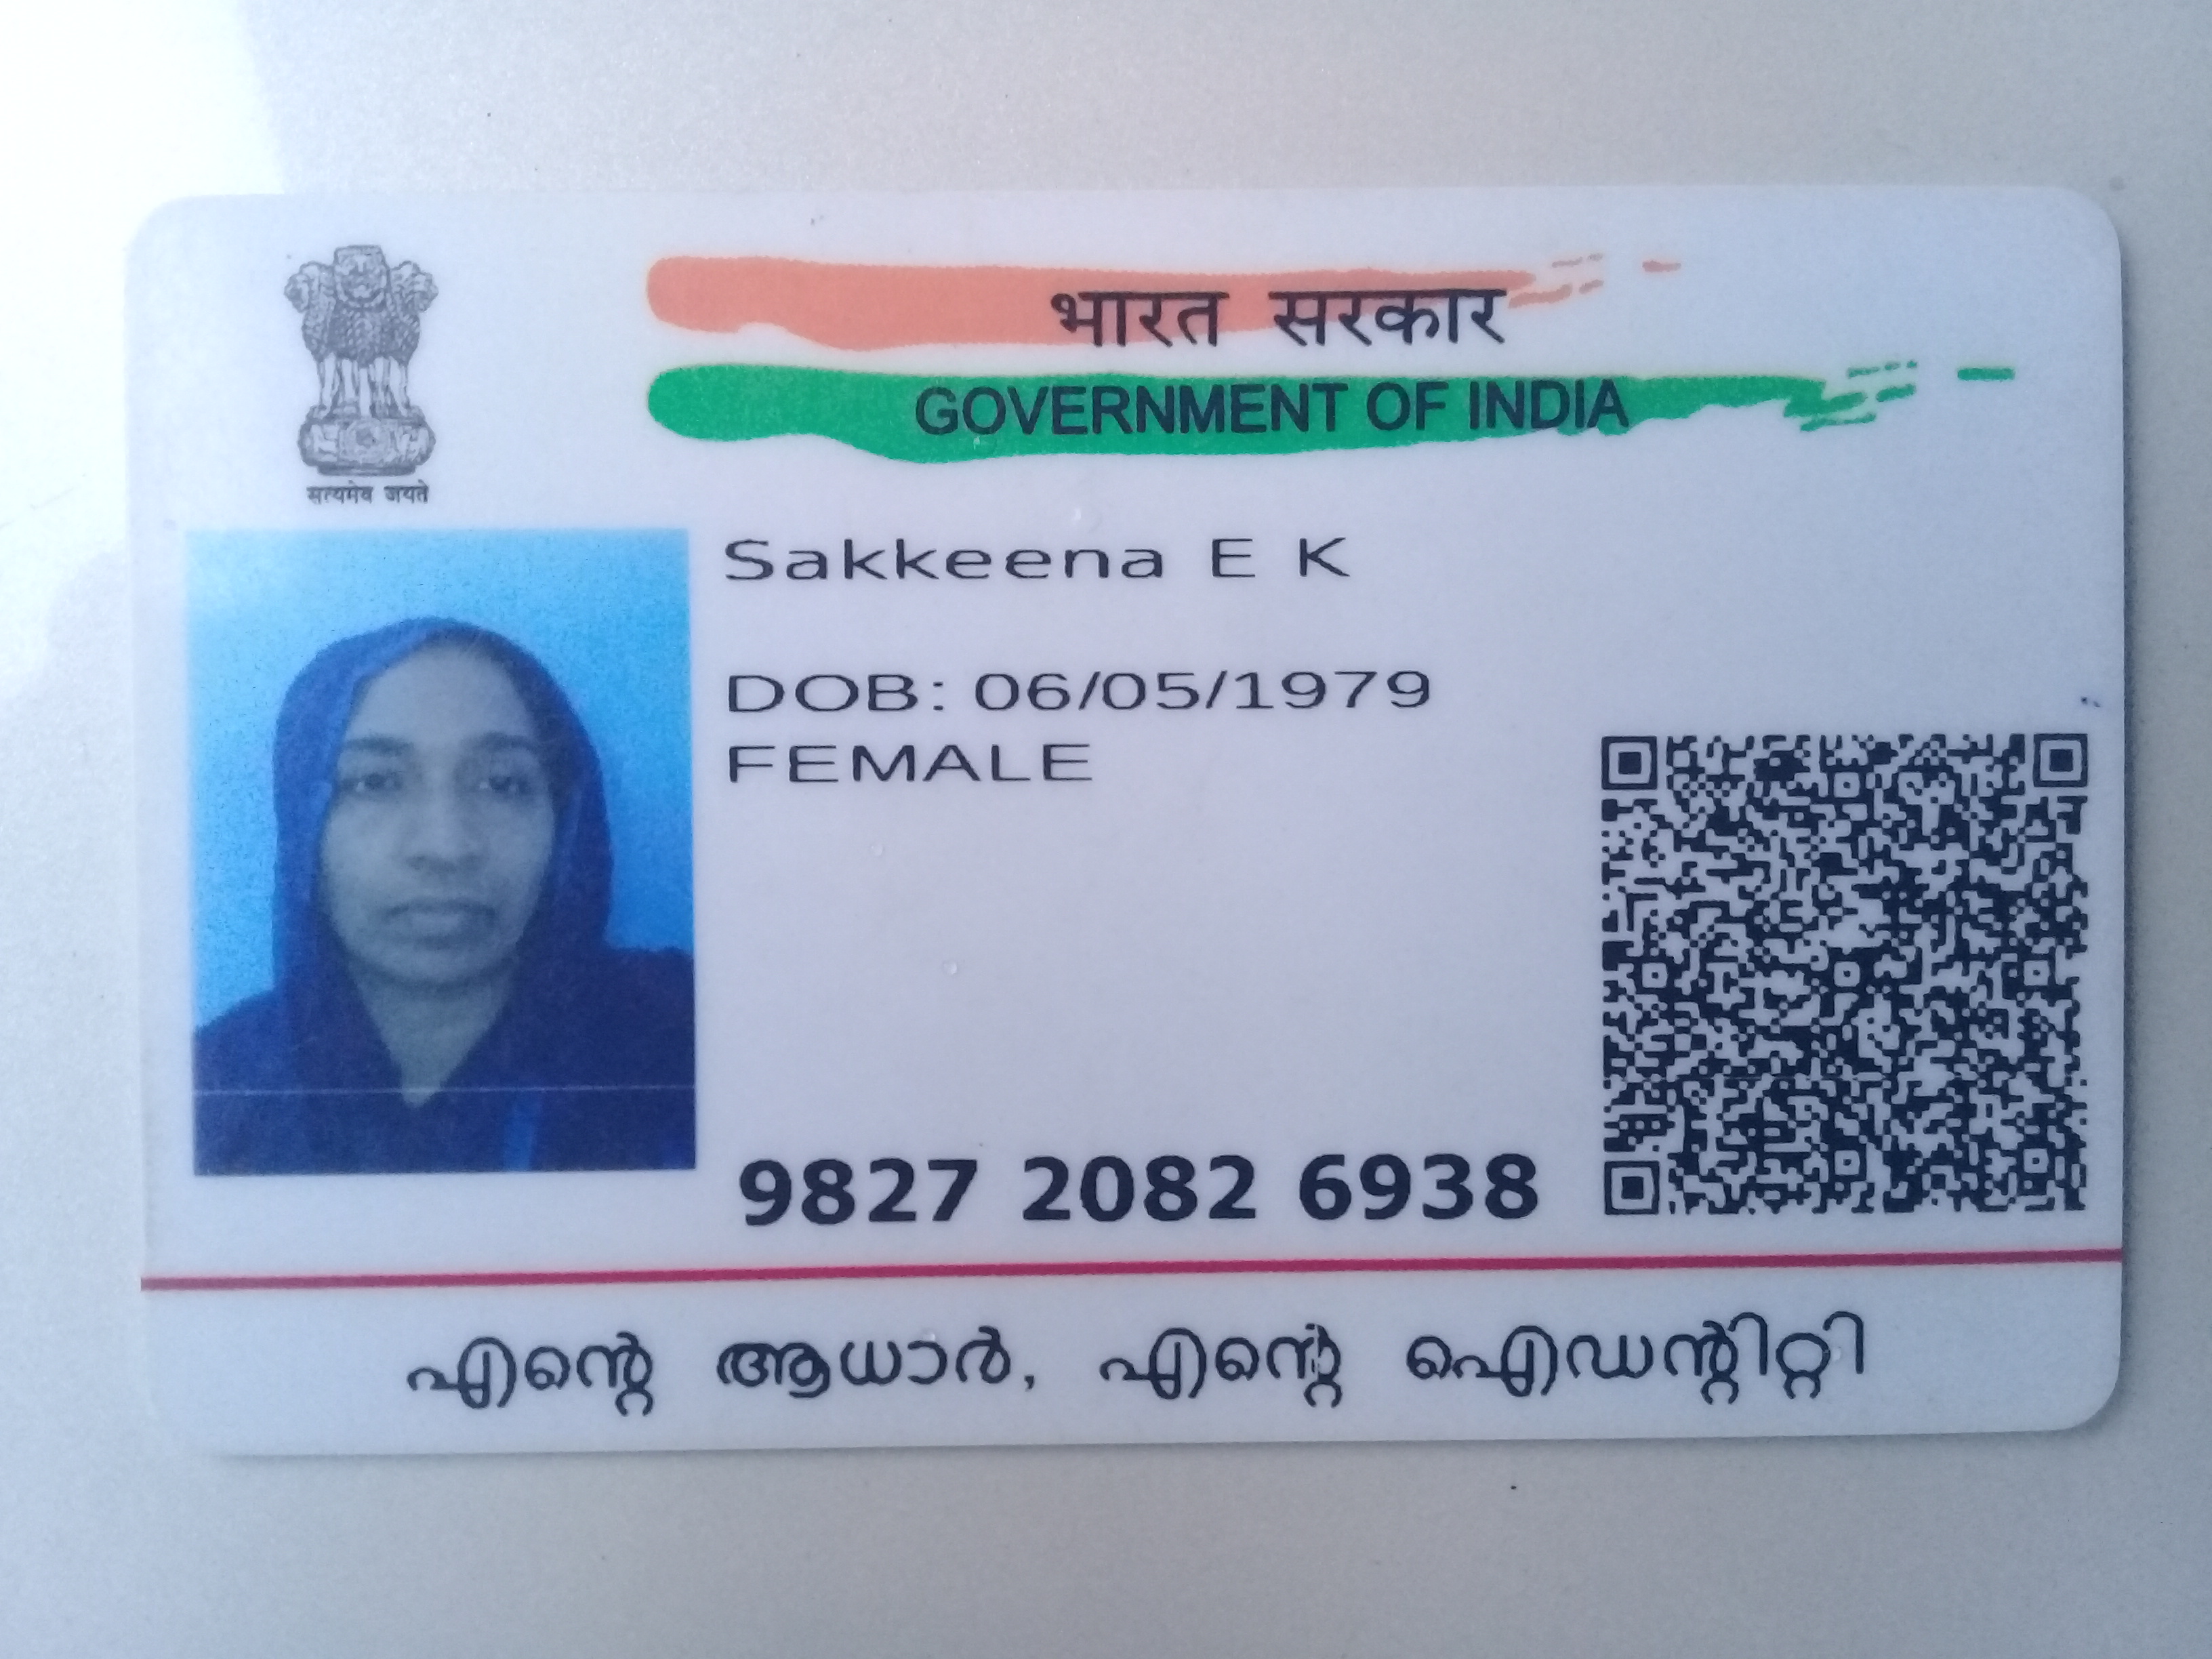 सत्यमेव जयते
भारत सरकार
GOVERNMENT OF INDIA
Sakkeena E K
DOB: 06/05/1979
FEMALE
9827 2082 6938
എന്റെ ആധാർ, എന്റെ ഐഡന്റിറ്റി